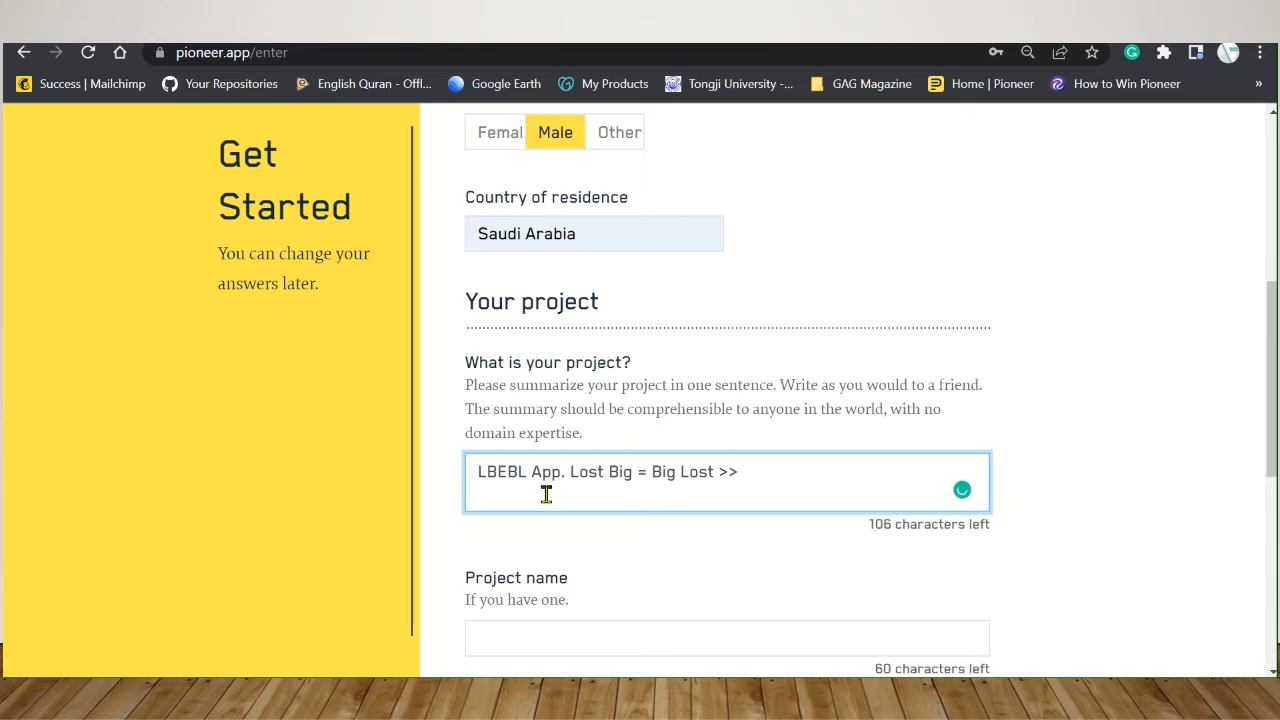 pioneer.app/enter
Success | Mailchimp
Your Repositories
English Quran - Offl...
Google Earth
My Products
Tongji University -...
GAG Magazine
Home | Pioneer
How to Win Pioneer
»
Get
Started
You can change your
answers later.
Femal Male Other
Country of residence
Saudi Arabia
Your project
What is your project?
Please summarize your project in one sentence. Write as you would to a friend.
The summary should be comprehensible to anyone in the world, with no
domain expertise.
LBEBL App. Lost Big = Big Lost >>
106 characters left
Project name
If you have one.
60 characters left